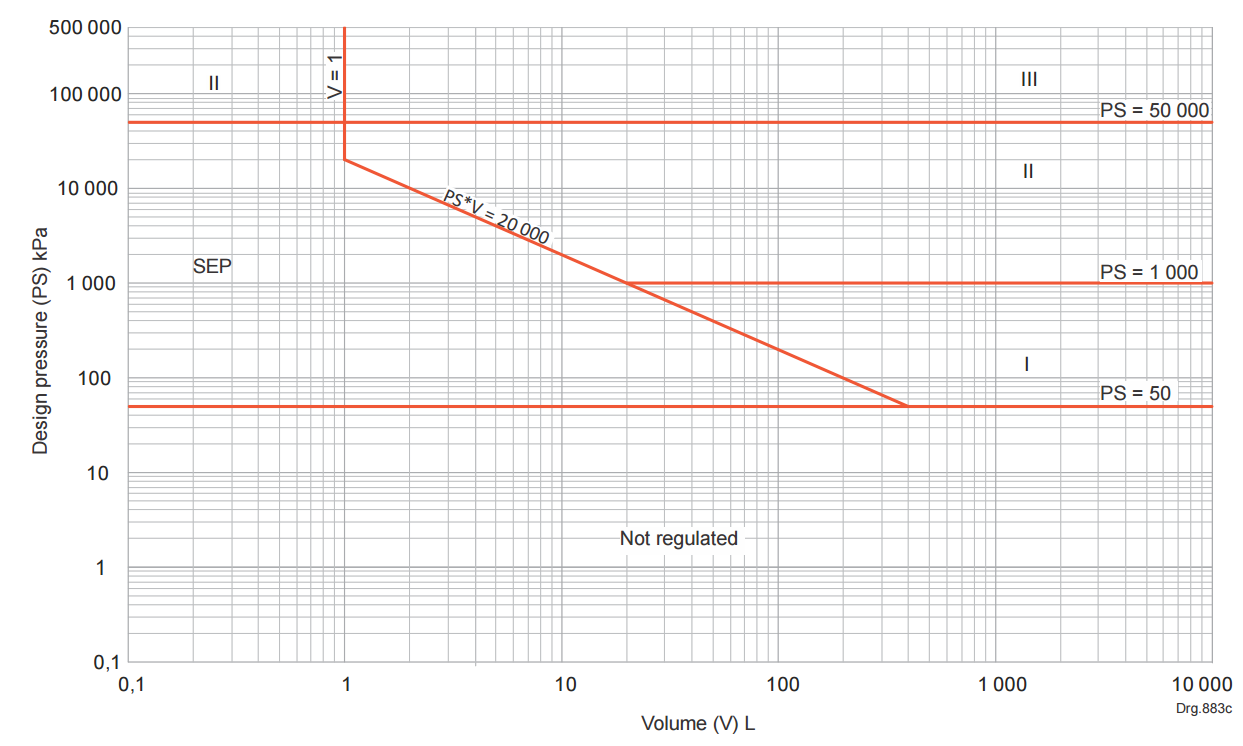 500 000
II
V = 1
III
100 000
PS = 50 000
II
10 000
PS*V = 20 000
SEP
PS = 1 000
1 000
I
100
PS = 50
10
Not regulated
1
0,1
Design pressure (PS) kPa
0,1 1 10 100 1 000 10 000
Drg.883c
Volume (V) L